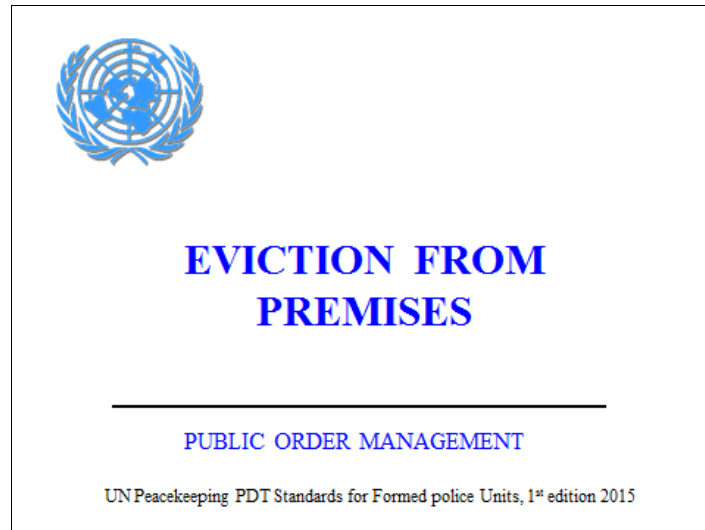 EVICTION FROM
PREMISES
PUBLIC ORDER MANAGEMENT
UN Peacekeeping PDT Standards for Formed police Units, 1st edition 2015